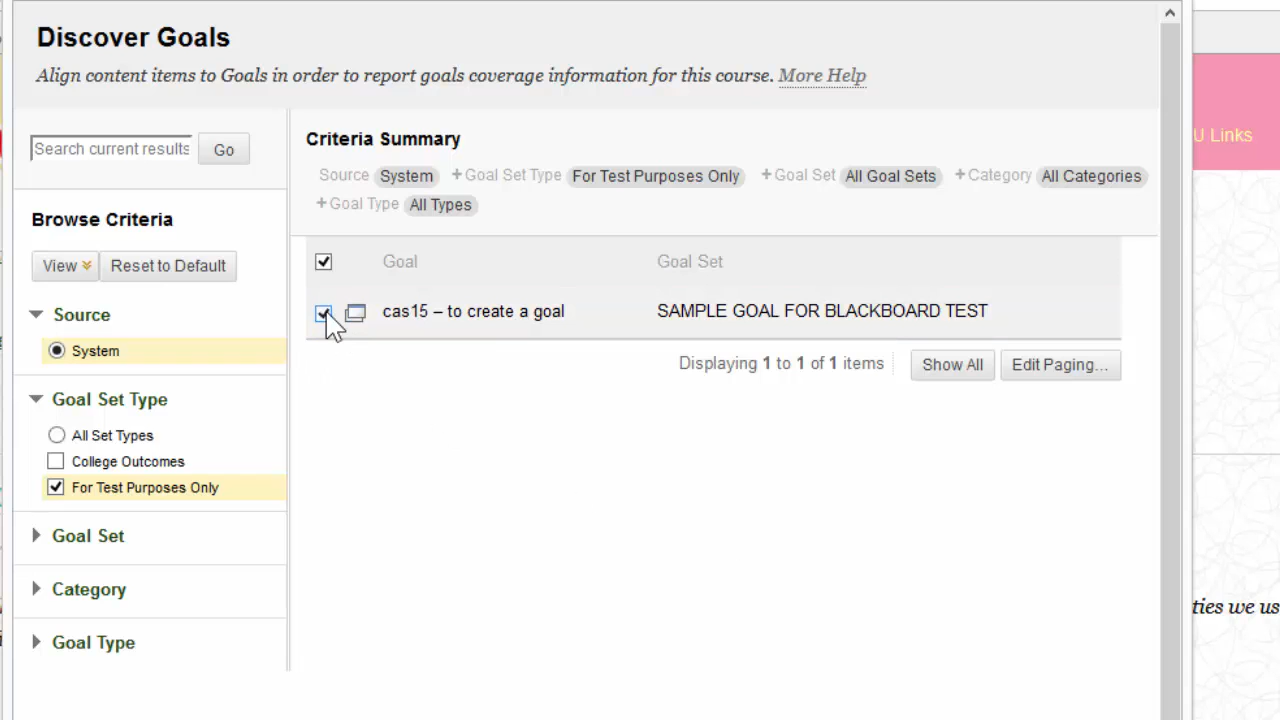 Discover Goals
Align content items to Goals in order to report goals coverage information for this course. More Help
Search current results Go
Browse Criteria
View Reset to Default
Source
System
Goal Set Type
All Set Types
College Outcomes
For Test Purposes Only
Goal Set
Category
Goal Type
Criteria Summary
Source System +Goal Set Type For Test Purposes Only +Goal Set All Goal Sets +Category All Categories
+Goal Type All Types
Goal Goal Set
cas15 – to create a goal SAMPLE GOAL FOR BLACKBOARD TEST
Displaying 1 to 1 of 1 items Show All Edit Paging...
U Links
ties we us